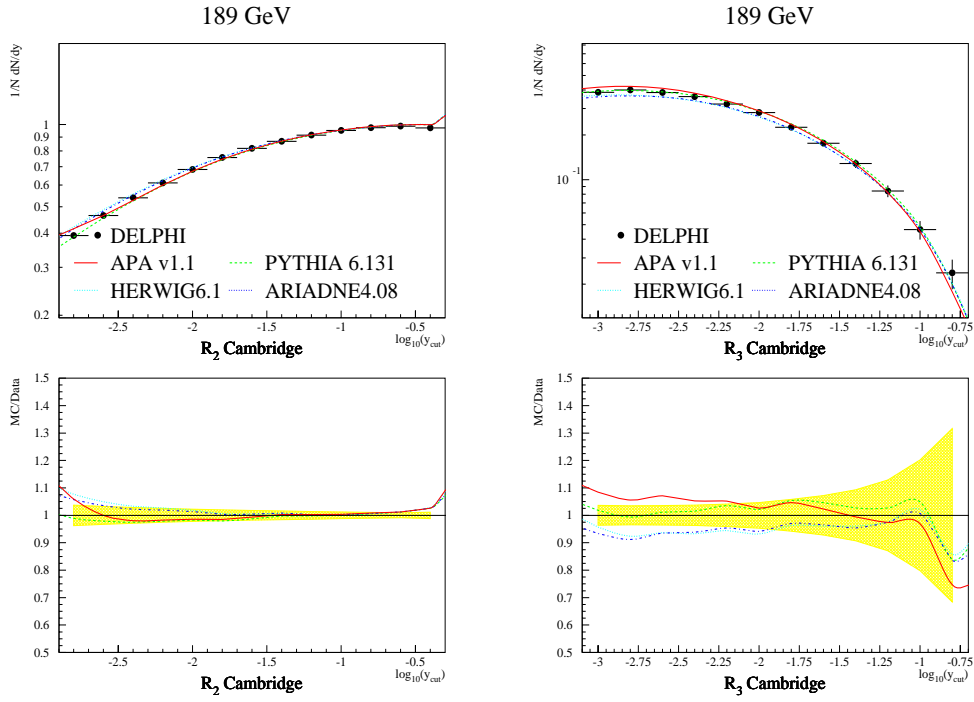 189 GeV
1/N dN/dy
1
0.9
0.8
0.7
0.6
0.5
0.4
0.3
0.2
DELPHI
APA v1.1
PYTHIA 6.131
HERWIG6.1
ARIADNE4.08
-2.5
-2
-1.5
-1
-0.5
log10(ycut)
R2 Cambridge
189 GeV
1/N dN/dy
10-1
DELPHI
APA v1.1
PYTHIA 6.131
HERWIG6.1
ARIADNE4.08
-3
-2.75
-2.5
-2.25
-2
-1.75
-1.5
-1.25
-1
-0.75
log10(ycut)
R3 Cambridge
MC/Data
1.5
1.4
1.3
1.2
1.1
1
0.9
0.8
0.7
0.6
0.5
-2.5
-2
-1.5
-1
-0.5
log10(ycut)
R2 Cambridge
MC/Data
1.5
1.4
1.3
1.2
1.1
1
0.9
0.8
0.7
0.6
0.5
-3
-2.75
-2.5
-2.25
-2
-1.75
-1.5
-1.25
-1
-0.75
log10(ycut)
R3 Cambridge